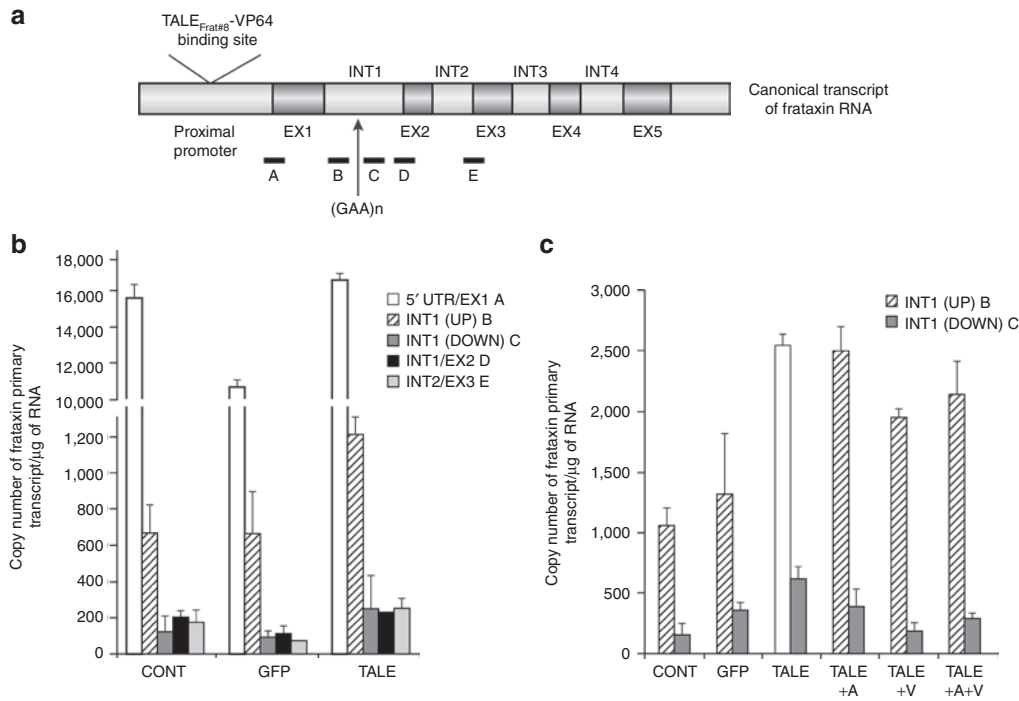 a
TALEFrat#8-VP64
binding site
INT1 INT2 INT3 INT4
Canonical transcript
of frataxin RNA
Proximal
promoter
EX1 EX2 EX3 EX4 EX5
A B C D E
(GAA)n
b
Copy number of frataxin primary
transcript/μg of RNA
18,000
16,000
14,000
12,000
10,000
1,200
1,000
800
600
400
200
0
CONT GFP TALE
5′ UTR/EX1 A
INT1 (UP) B
INT1 (DOWN) C
INT1/EX2 D
INT2/EX3 E
c
Copy number of frataxin primary
transcript/μg of RNA
3,000
2,500
2,000
1,500
1,000
500
0
CONT GFP TALE TALE TALE TALE
+A +V +A+V
INT1 (UP) B
INT1 (DOWN) C